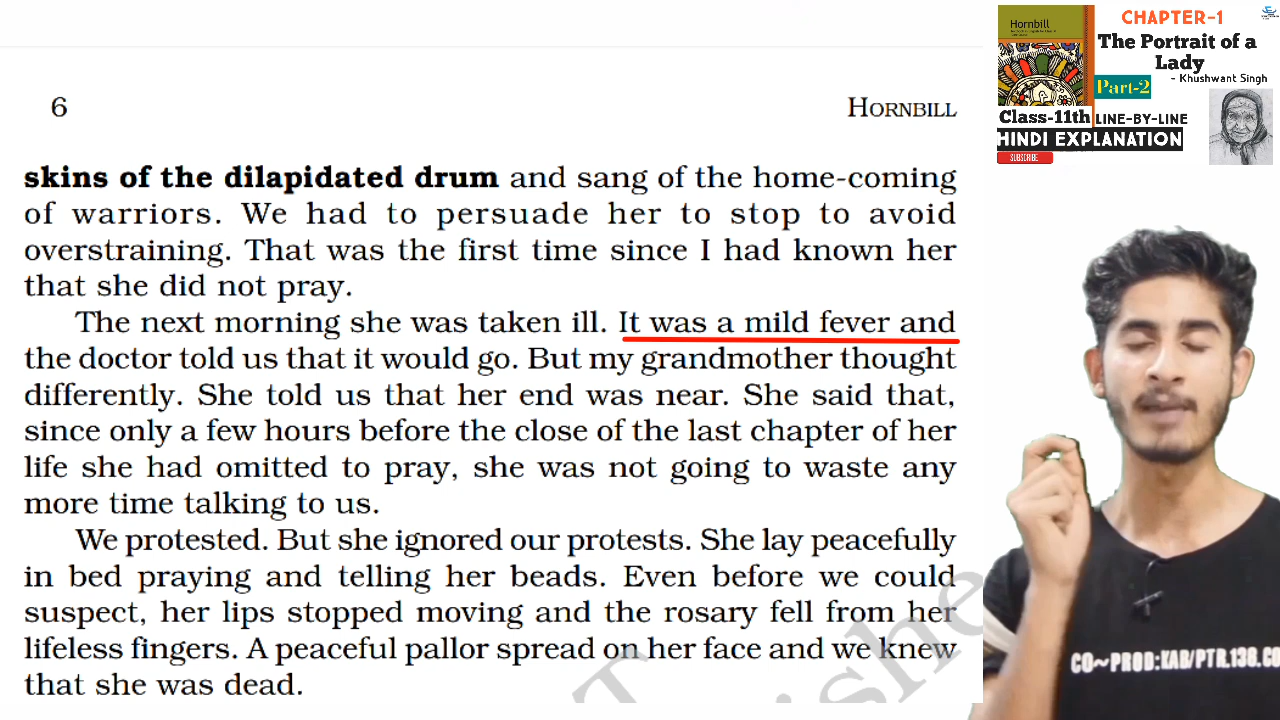 6
HORNBILL
skins of the dilapidated drum and sang of the home-coming
of warriors. We had to persuade her to stop to avoid
overstraining. That was the first time since I had known her
that she did not pray.
The next morning she was taken ill. It was a mild fever and
the doctor told us that it would go. But my grandmother thought
differently. She told us that her end was near. She said that,
since only a few hours before the close of the last chapter of her
life she had omitted to pray, she was not going to waste any
more time talking to us.
We protested. But she ignored our protests. She lay peacefully
in bed praying and telling her beads. Even before we could
suspect, her lips stopped moving and the rosary fell from her
lifeless fingers. A peaceful pallor spread on her face and we knew
that she was dead.
Hornbill
CHAPTER-1
The Portrait of a
Lady
- Khushwant Singh
Part-2
Class-11th LINE-BY-LINE
HINDI EXPLANATION
SUBSCRIBE
CO~PROD:KAB/PTR.136.CO